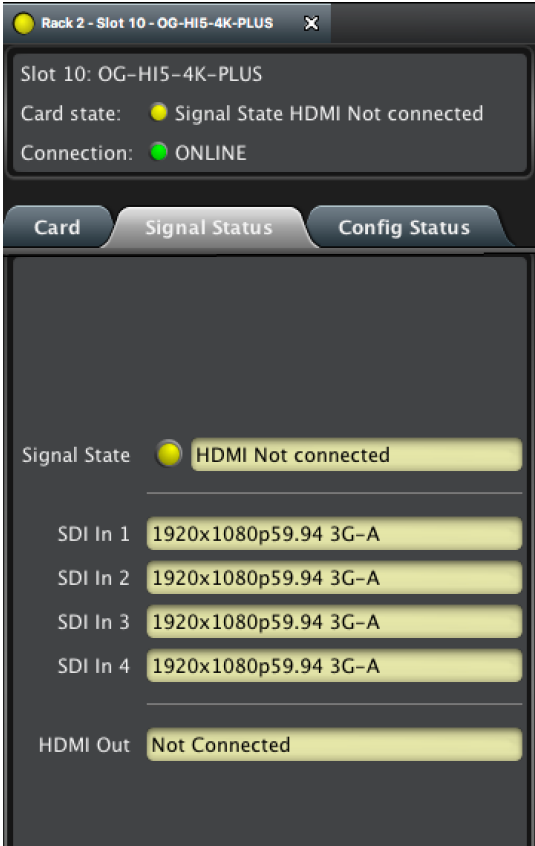 Rack 2 - Slot 10 - OG-HI5-4K-PLUS X
Slot 10: OG-HI5-4K-PLUS
Card state: Signal State HDMI Not connected
Connection: ONLINE
Card Signal Status Config Status
Signal State HDMI Not connected
SDI In 1 1920x1080p59.94 3G-A
SDI In 2 1920x1080p59.94 3G-A
SDI In 3 1920x1080p59.94 3G-A
SDI In 4 1920x1080p59.94 3G-A
HDMI Out Not Connected